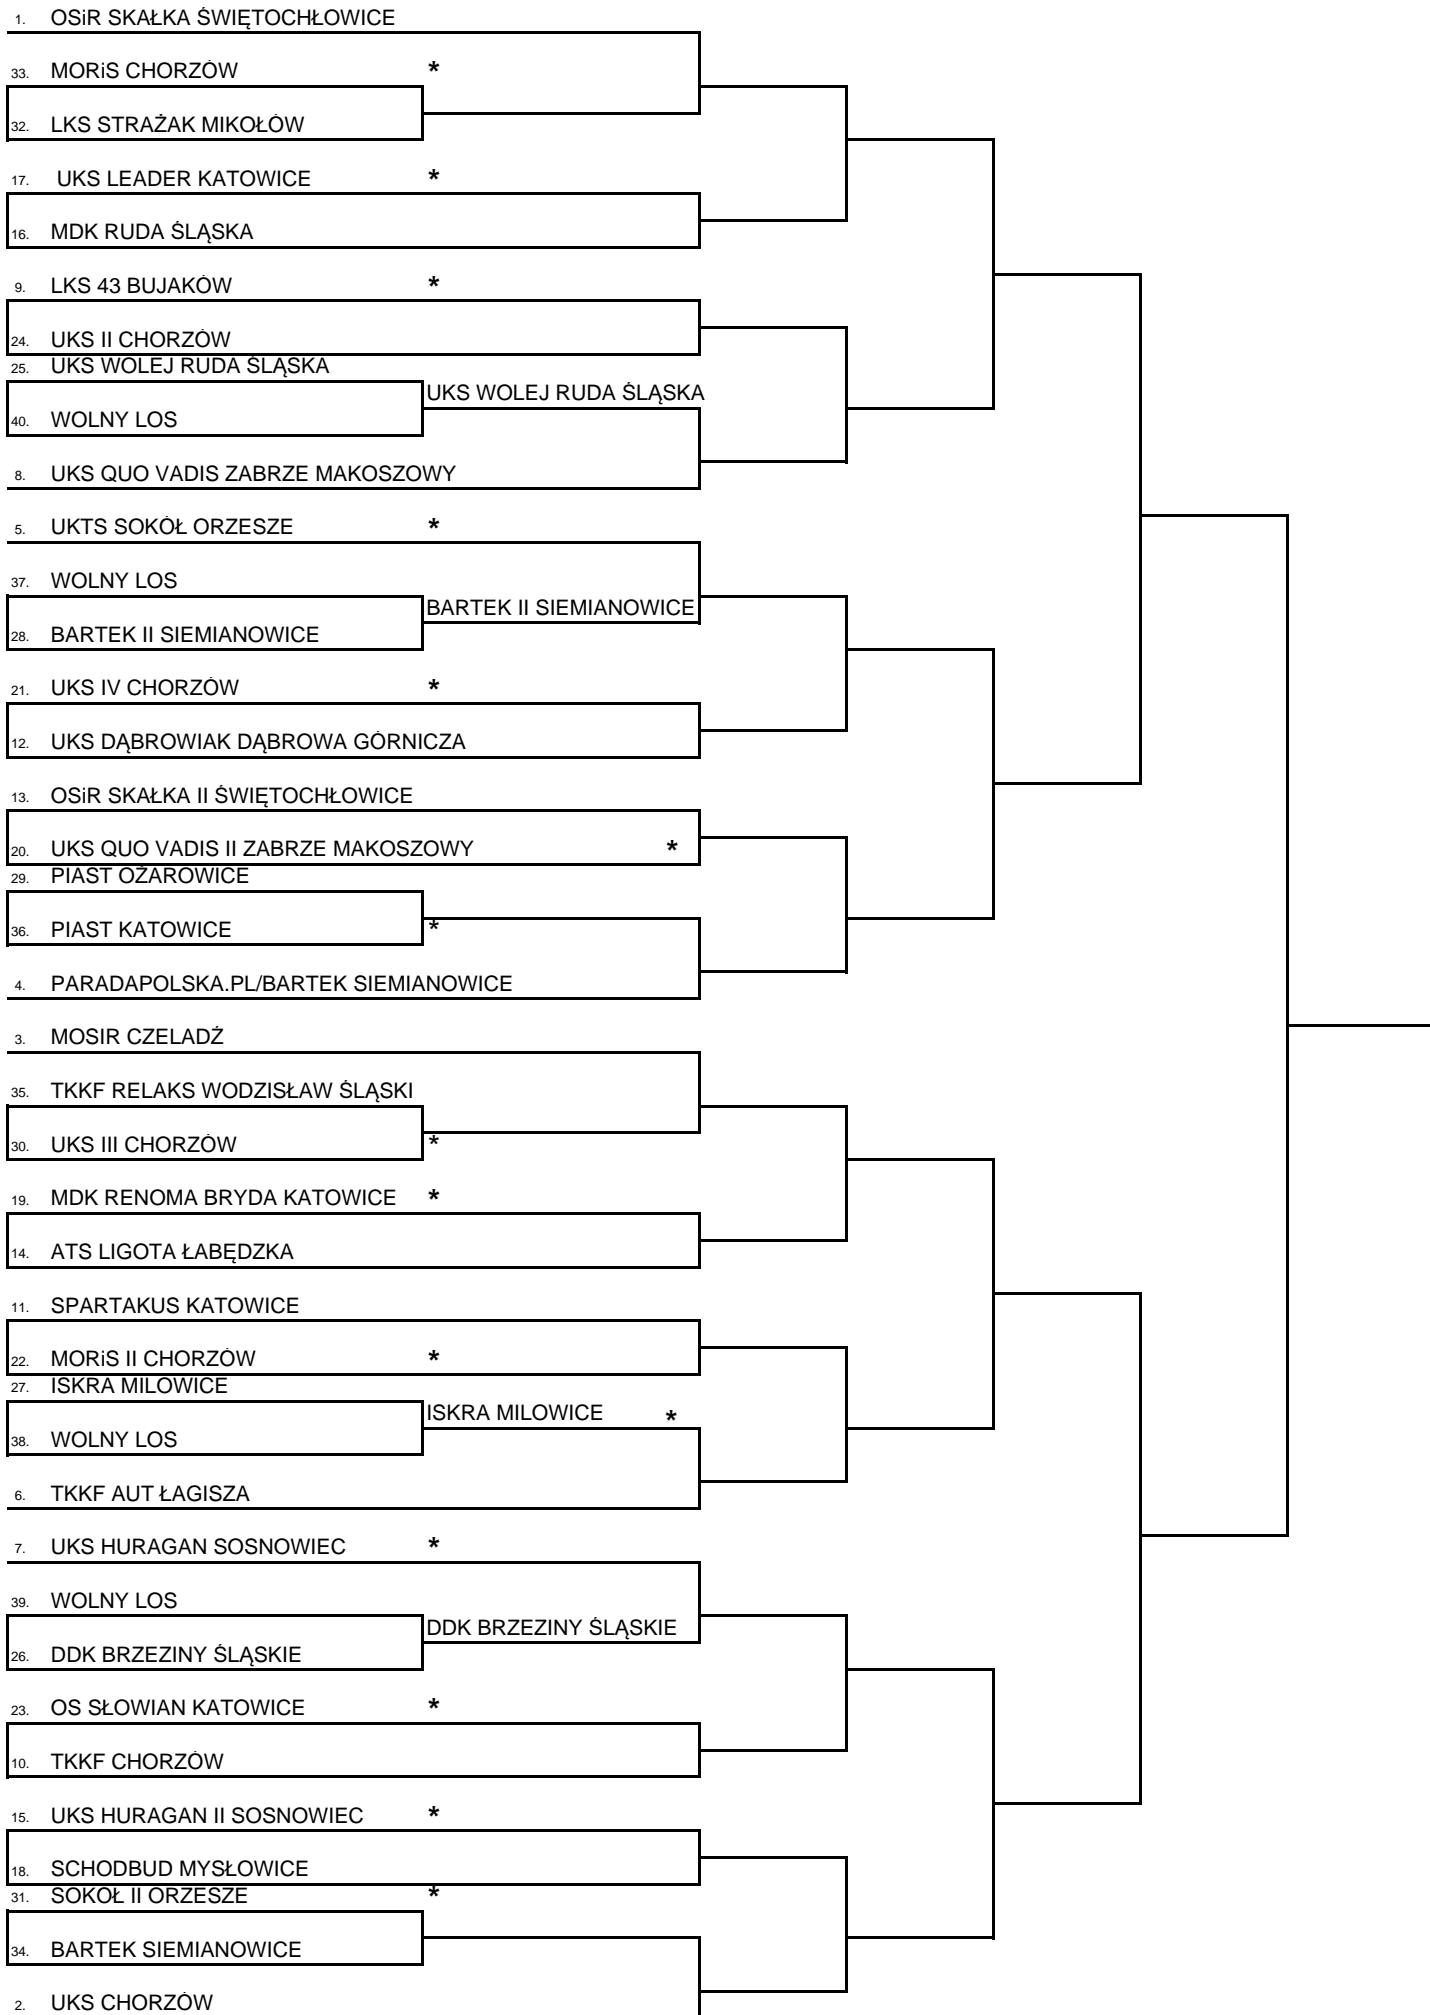 1. OSiR SKAŁKA ŚWIĘTOCHŁOWICE
33. MORiS CHORZÓW *
32. LKS STRAŻAK MIKOŁÓW
17. UKS LEADER KATOWICE *
16. MDK RUDA ŚLĄSKA
9. LKS 43 BUJAKÓW *
24. UKS II CHORZÓW
25. UKS WOLEJ RUDA ŚLĄSKA
UKS WOLEJ RUDA ŚLĄSKA
40. WOLNY LOS
8. UKS QUO VADIS ZABRZE MAKOSZOWY
5. UKTS SOKÓŁ ORZESZE *
37. WOLNY LOS
BARTEK II SIEMIANOWICE
28. BARTEK II SIEMIANOWICE
21. UKS IV CHORZÓW *
12. UKS DĄBROWIAK DĄBROWA GÓRNICZA
13. OSiR SKAŁKA II ŚWIĘTOCHŁOWICE
20. UKS QUO VADIS II ZABRZE MAKOSZOWY *
29. PIAST OŻAROWICE
36. PIAST KATOWICE *
4. PARADAPOLSKA.PL/BARTEK SIEMIANOWICE
3. MOSIR CZELADŹ
35. TKKF RELAKS WODZISŁAW ŚLĄSKI
30. UKS III CHORZÓW *
19. MDK RENOMA BRYDA KATOWICE *
14. ATS LIGOTA ŁABĘDZKA
11. SPARTAKUS KATOWICE
22. MORiS II CHORZÓW *
27. ISKRA MILOWICE
ISKRA MILOWICE *
38. WOLNY LOS
6. TKKF AUT ŁAGISZA
7. UKS HURAGAN SOSNOWIEC *
39. WOLNY LOS
DDK BRZEZINY ŚLĄSKIE
26. DDK BRZEZINY ŚLĄSKIE
23. OS SŁOWIAN KATOWICE *
10. TKKF CHORZÓW
15. UKS HURAGAN II SOSNOWIEC *
18. SCHODBUD MYSŁOWICE
31. SOKÓŁ II ORZESZE *
34. BARTEK SIEMIANOWICE
2. UKS CHORZÓW